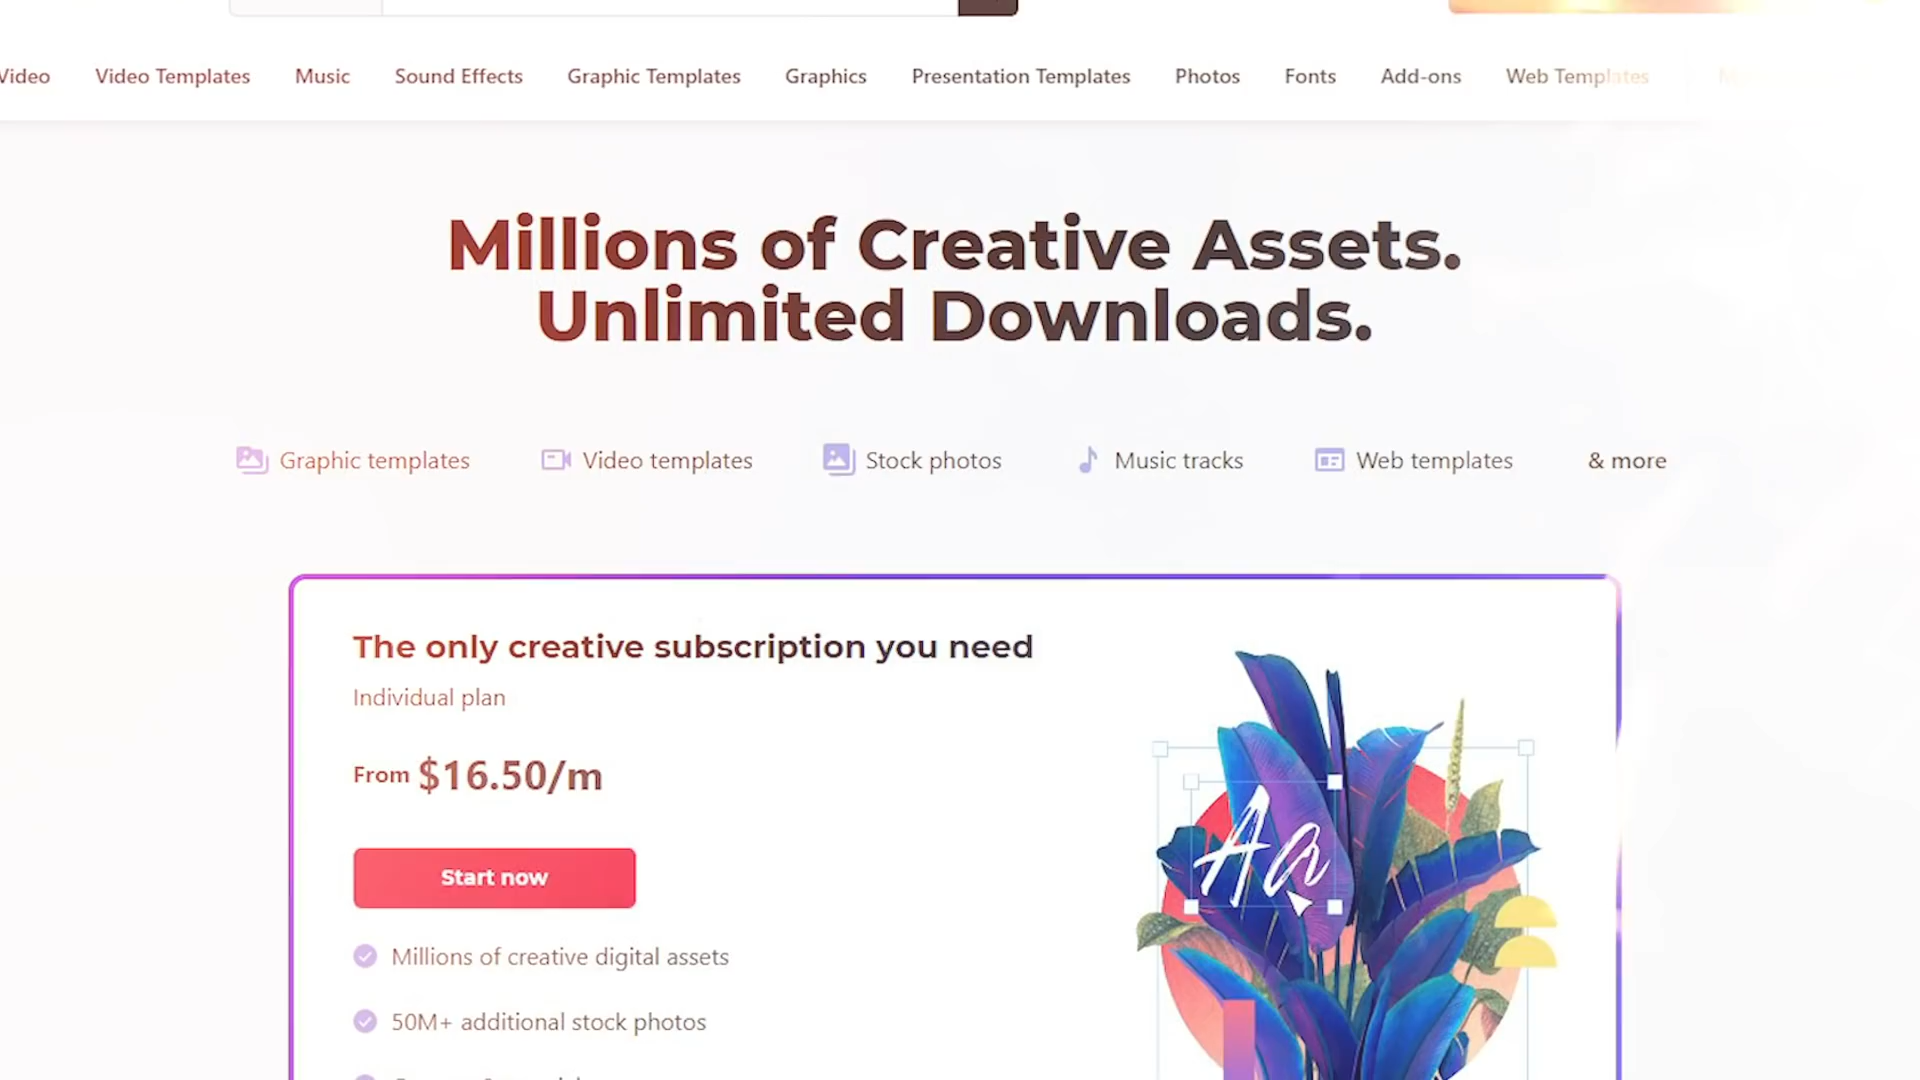 Video Video Templates Music Sound Effects Graphic Templates Graphics Presentation Templates Photos Fonts Add-ons Web Templates
Millions of Creative Assets.
Unlimited Downloads.
Graphic templates Video templates Stock photos Music tracks Web templates & more
The only creative subscription you need
Individual plan
From $16.50/m
Start now
Aa
Millions of creative digital assets
50M+ additional stock photos